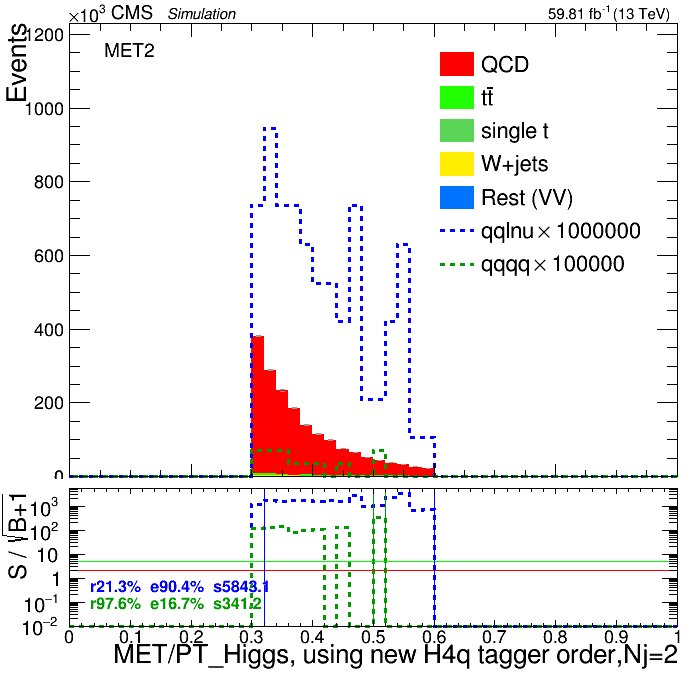 ×10³ CMS Simulation 59.81 fb⁻¹ (13 TeV)
Events
MET2
1200
1000
800
600
400
200
0
QCD
tt̄
single t
W+jets
Rest (VV)
qqlnu × 1000000
qqqq × 100000
S / √B+1
10³
10²
10
1
10⁻¹
10⁻²
r21.3% e90.4% s5843.1
r97.6% e16.7% s341.2
0 0.1 0.2 0.3 0.4 0.5 0.6 0.7 0.8 0.9 1
MET/PT_Higgs, using new H4q tagger order,Nj=2